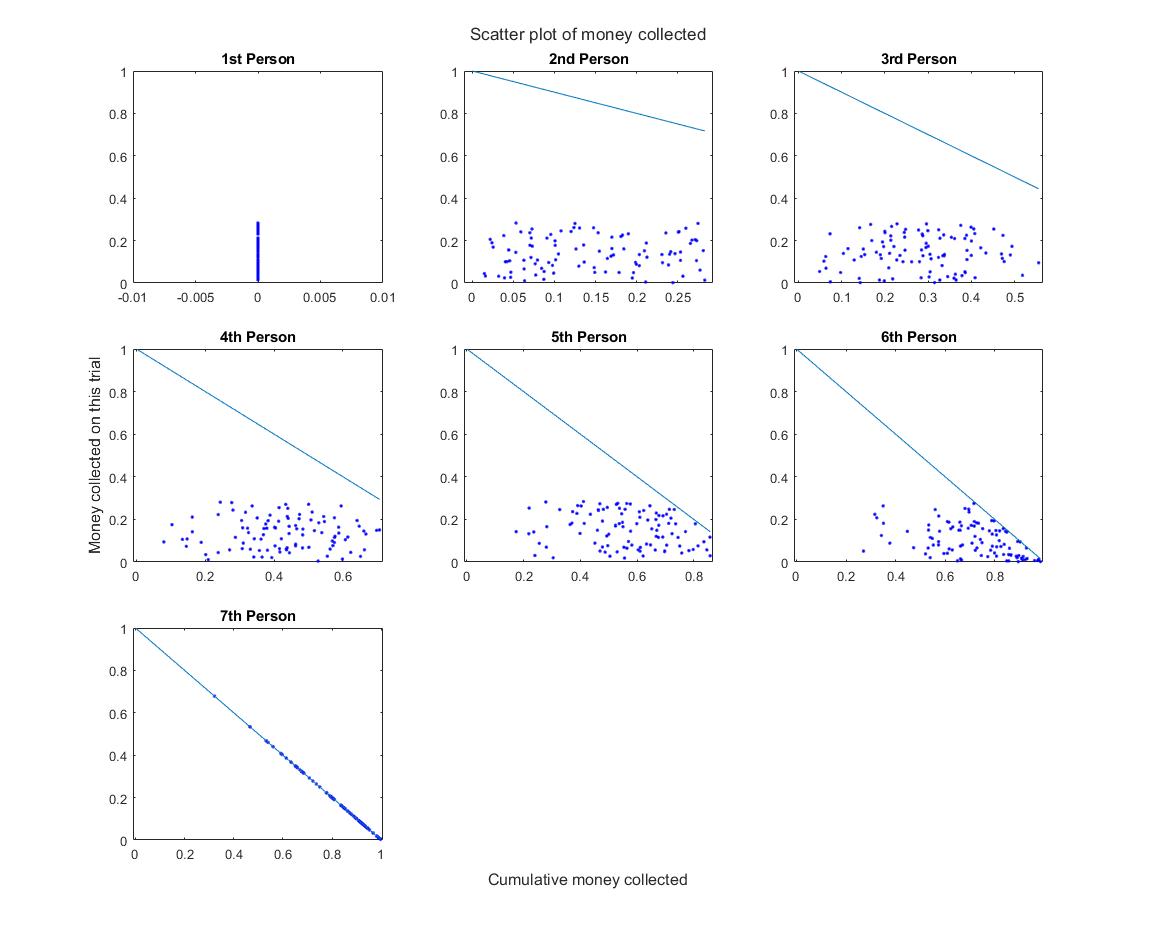 Scatter plot of money collected
1st Person
1
0.8
0.6
0.4
0.2
0
-0.01 -0.005 0 0.005 0.01
2nd Person
1
0.8
0.6
0.4
0.2
0
0 0.05 0.1 0.15 0.2 0.25
3rd Person
1
0.8
0.6
0.4
0.2
0
0 0.1 0.2 0.3 0.4 0.5
Money collected on this trial
4th Person
1
0.8
0.6
0.4
0.2
0
0 0.2 0.4 0.6
5th Person
1
0.8
0.6
0.4
0.2
0
0 0.2 0.4 0.6 0.8
6th Person
1
0.8
0.6
0.4
0.2
0
0 0.2 0.4 0.6 0.8
7th Person
1
0.8
0.6
0.4
0.2
0
0 0.2 0.4 0.6 0.8 1
Cumulative money collected